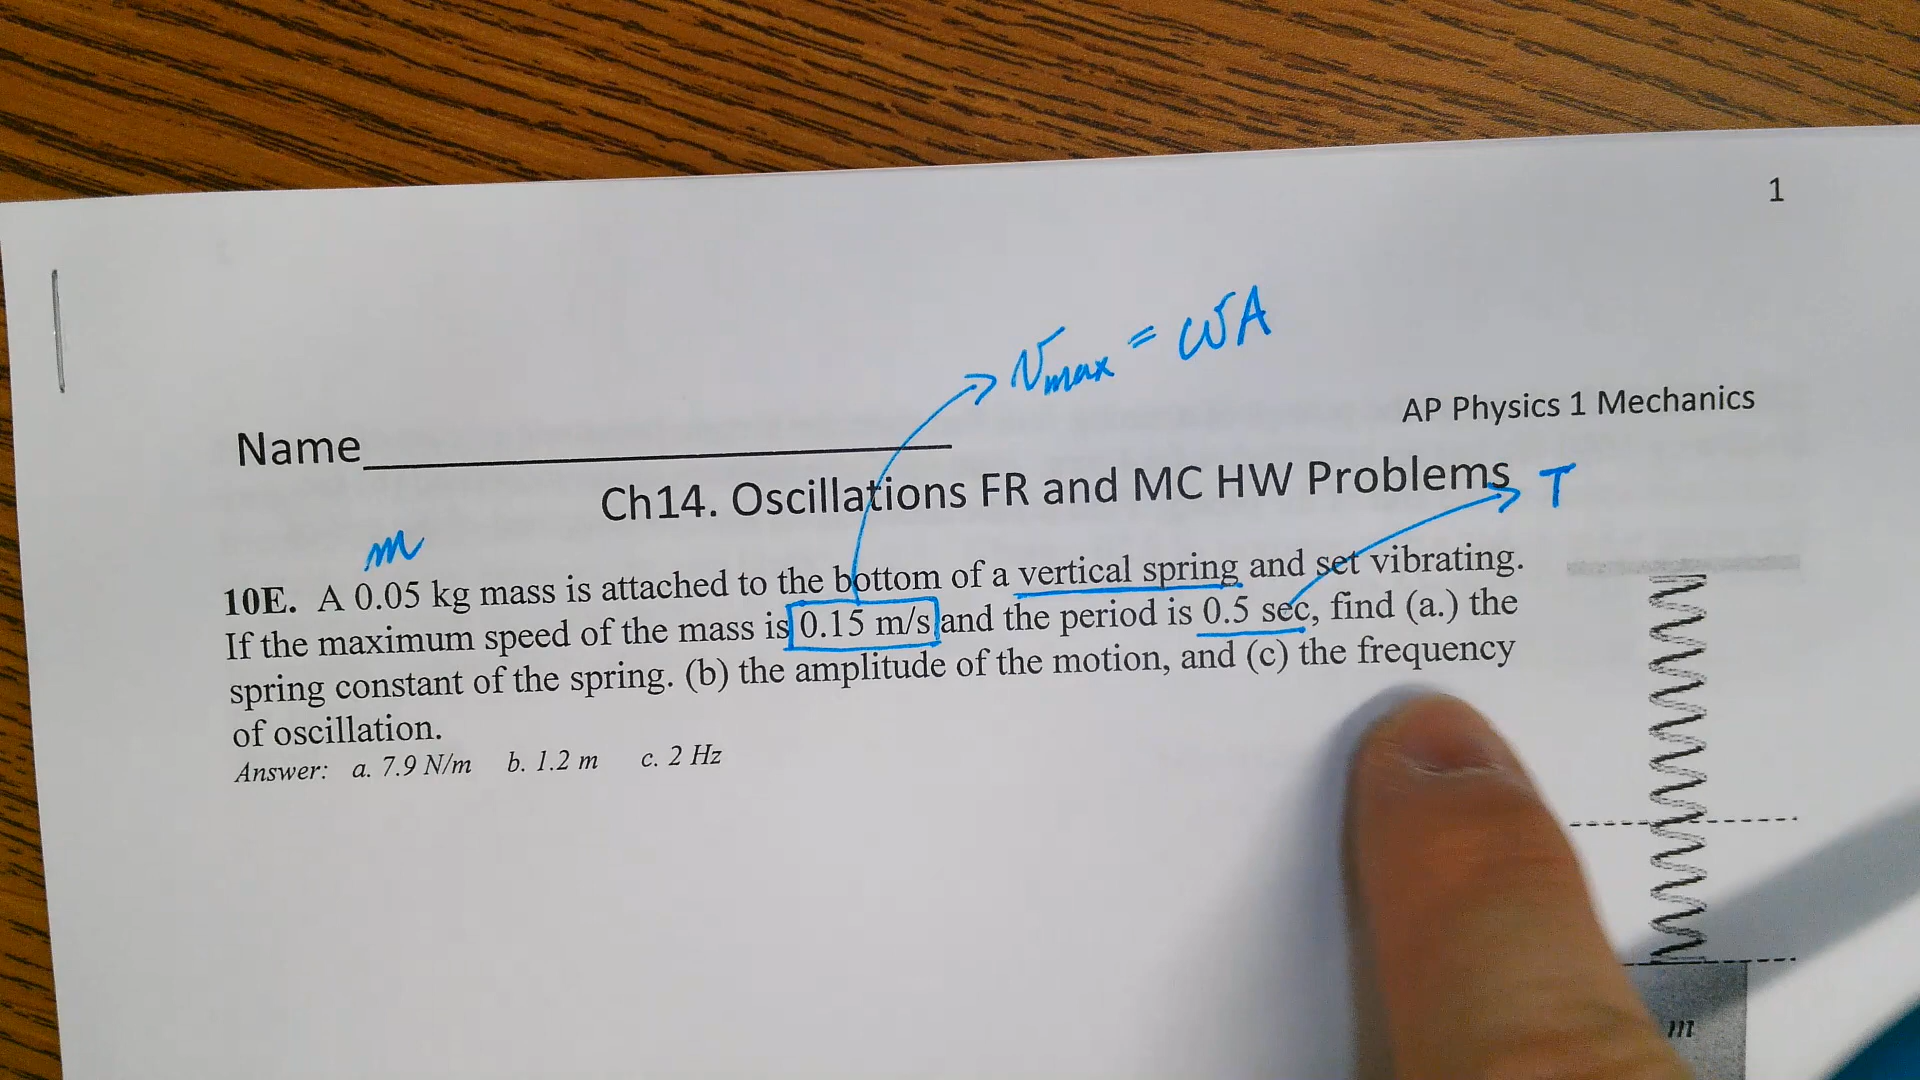 1
Vmax = ωA
AP Physics 1 Mechanics
Name
Ch14. Oscillations FR and MC HW Problems
T
m
10E. A 0.05 kg mass is attached to the bottom of a vertical spring and set vibrating.
If the maximum speed of the mass is 0.15 m/s and the period is 0.5 sec, find (a.) the
spring constant of the spring. (b) the amplitude of the motion, and (c) the frequency
of oscillation.
Answer: a. 7.9 N/m b. 1.2 m c. 2 Hz
m